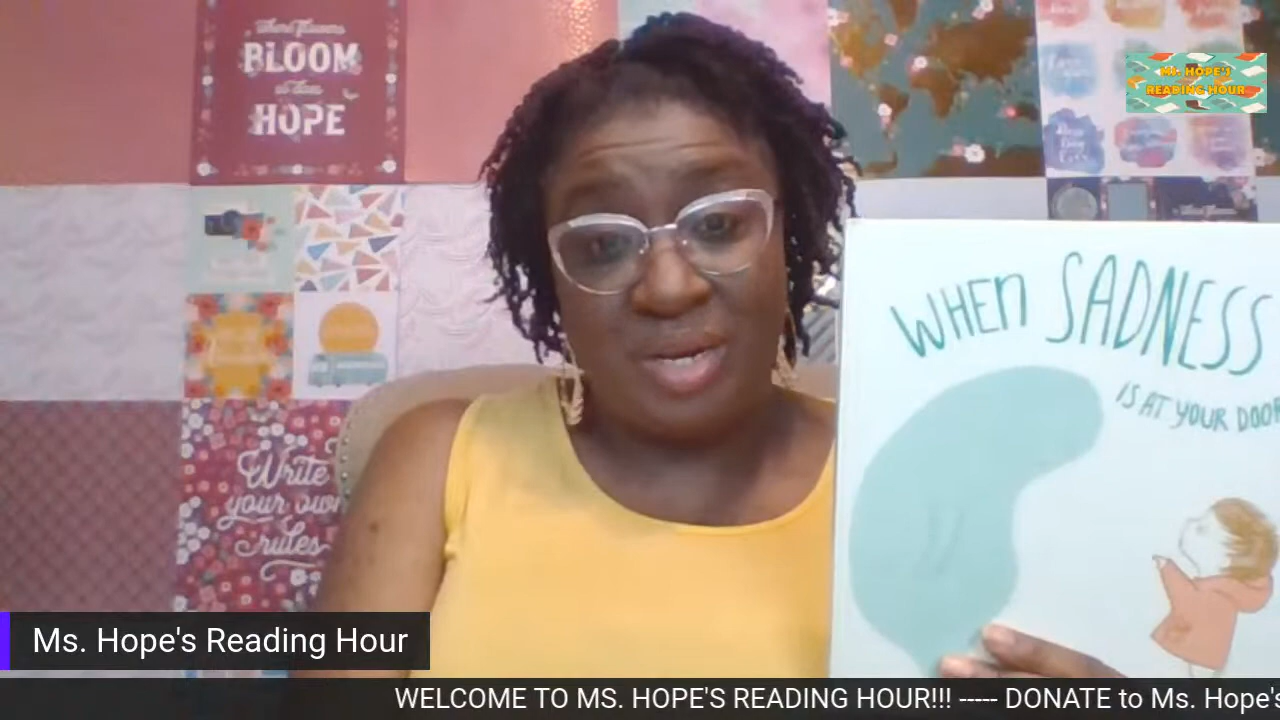 Where flowers
BLOOM
so does
HOPE
MS. HOPE'S
READING HOUR
WHEN SADNESS
IS AT YOUR DOOR
Write
your own
rules
Ms. Hope's Reading Hour
WELCOME TO MS. HOPE'S READING HOUR!!! ----- DONATE to Ms. Hope's